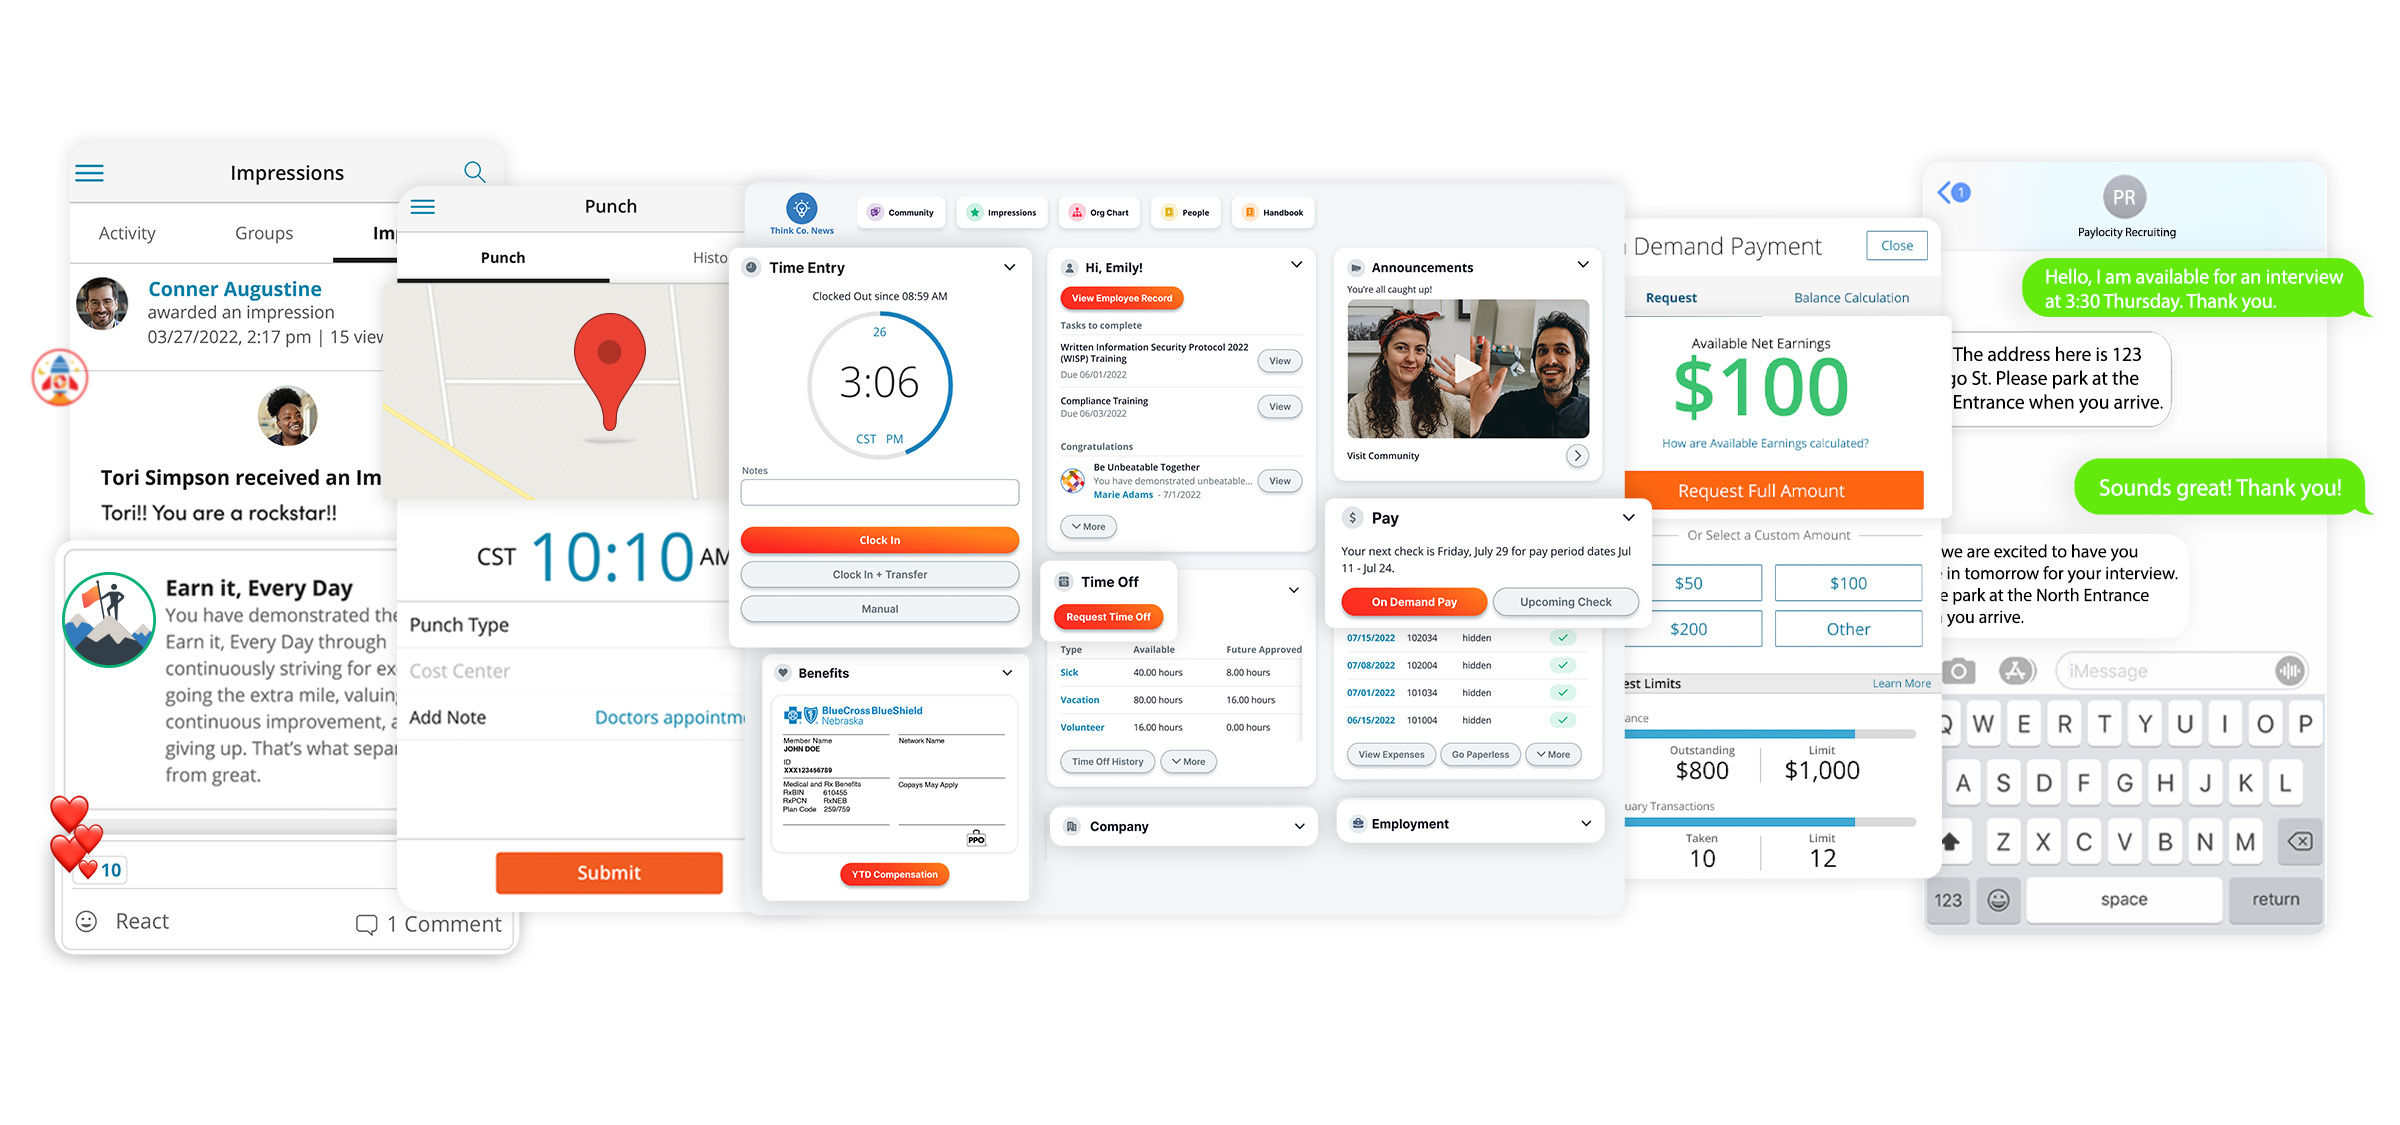 Impressions
Activity
Groups
Conner Augustine
awarded an impression
03/27/2022, 2:17 pm | 15
Tori Simpson received an
Tori!! You are a rockstar!!
Earn it, Every Day
You have demonstrated the
Earn it, Every Day through
continuously striving for
going the extra mile,
continuous improvement,
giving up. That's what
from great.
10
React
1 Comment
Punch
Punch
CST 10:10 AM
Punch Type
Cost Center
Add Note
Doctors
Submit
Think Co. News
Community
Impressions
Org Chart
People
Handbook
Time Entry
Clocked Out since 08:59 AM
26
3:06
CST PM
Notes
Clock In
Clock In + Transfer
Manual
Benefits
BlueCross BlueShield
Nebraska
Member Name
JOHN DOE
Network Name
ID
XXX123456789
Medical and Rx Benefits
Copays May Apply
RxBIN 610455
RxPCN RxNEB
Plan Code 259/759
PPO
YTD Compensation
Hi, Emily!
View Employee Record
Tasks to complete
Written Information Security Protocol 2022
(WISP) Training
Due 06/01/2022
View
Compliance Training
Due 06/03/2022
View
Congratulations
Be Unbeatable Together
You have demonstrated unbeatable...
Marie Adams - 7/1/2022
View
More
Time Off
Request Time Off
Type Available Future Approved
Sick 40.00 hours 8.00 hours
Vacation 80.00 hours 16.00 hours
Volunteer 16.00 hours 0.00 hours
Time Off History
More
Company
Announcements
You're all caught up!
Visit Community
Pay
Your next check is Friday, July 29 for pay period dates Jul
11 - Jul 24.
On Demand Pay
Upcoming Check
07/15/2022 102034 hidden
07/08/2022 102004 hidden
07/01/2022 101034 hidden
06/15/2022 101004 hidden
View Expenses
Go Paperless
More
Employment
Demand Payment
Close
Request
Balance Calculation
Available Net Earnings
$100
How are Available Earnings calculated?
Request Full Amount
Or Select a Custom Amount
$50
$100
$200
Other
Limits
Learn More
Outstanding
$800
Limit
$1,000
Transactions
Taken
10
Limit
12
1
PR
Paylocity Recruiting
Hello, I am available for an interview
at 3:30 Thursday. Thank you.
The address here is 123
St. Please park at the
Entrance when you arrive.
Sounds great! Thank you!
we are excited to have you
in tomorrow for your interview.
park at the North Entrance
you arrive.
iMessage
Q W E R T Y U I O P
A S D F G H J K L
Z X C V B N M
123
space
return